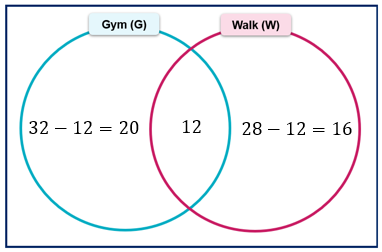 Gym (G)
Walk (W)
32 − 12 = 20
12
28 − 12 = 16